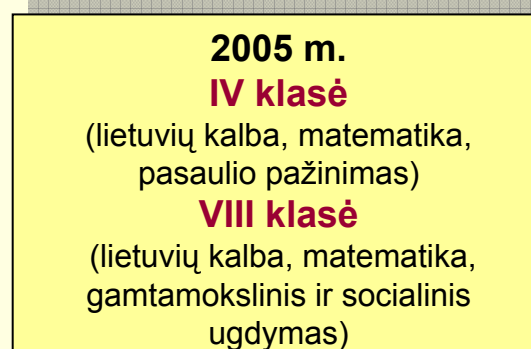 2005 m.
IV klasė
(lietuvių kalba, matematika,
pasaulio pažinimas)
VIII klasė
(lietuvių kalba, matematika,
gamtamokslinis ir socialinis
ugdymas)